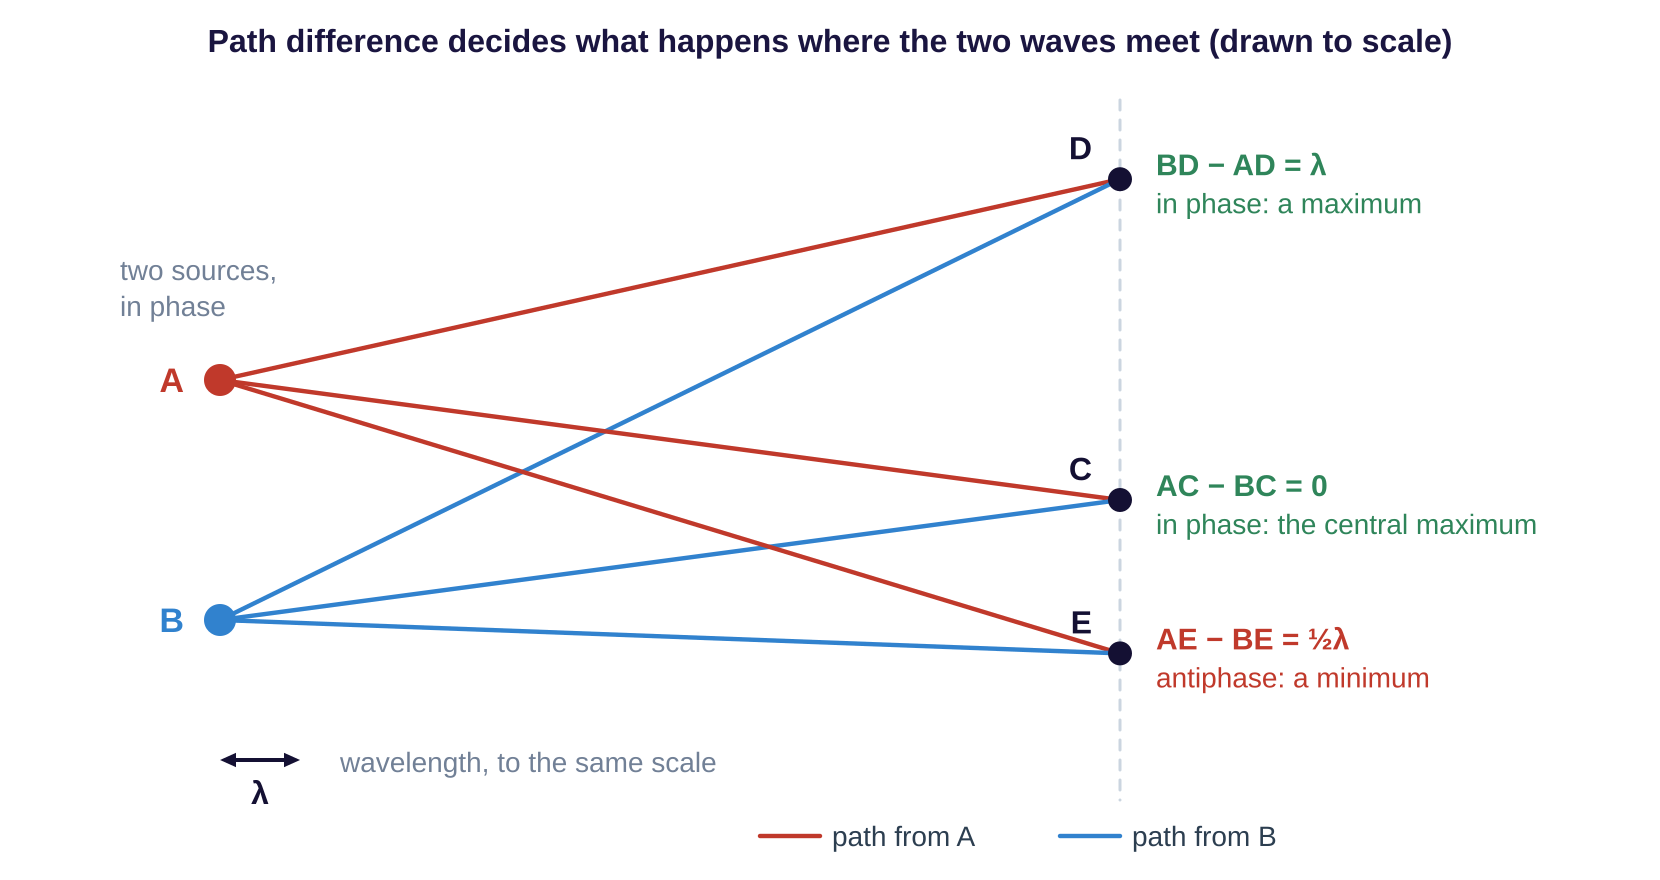 Path difference decides what happens where the two waves meet (drawn to scale)
D
BD − AD = λ
in phase: a maximum
two sources,
in phase
A
C
AC − BC = 0
in phase: the central maximum
B
E
AE − BE = ½λ
antiphase: a minimum
wavelength, to the same scale
λ
path from A
path from B